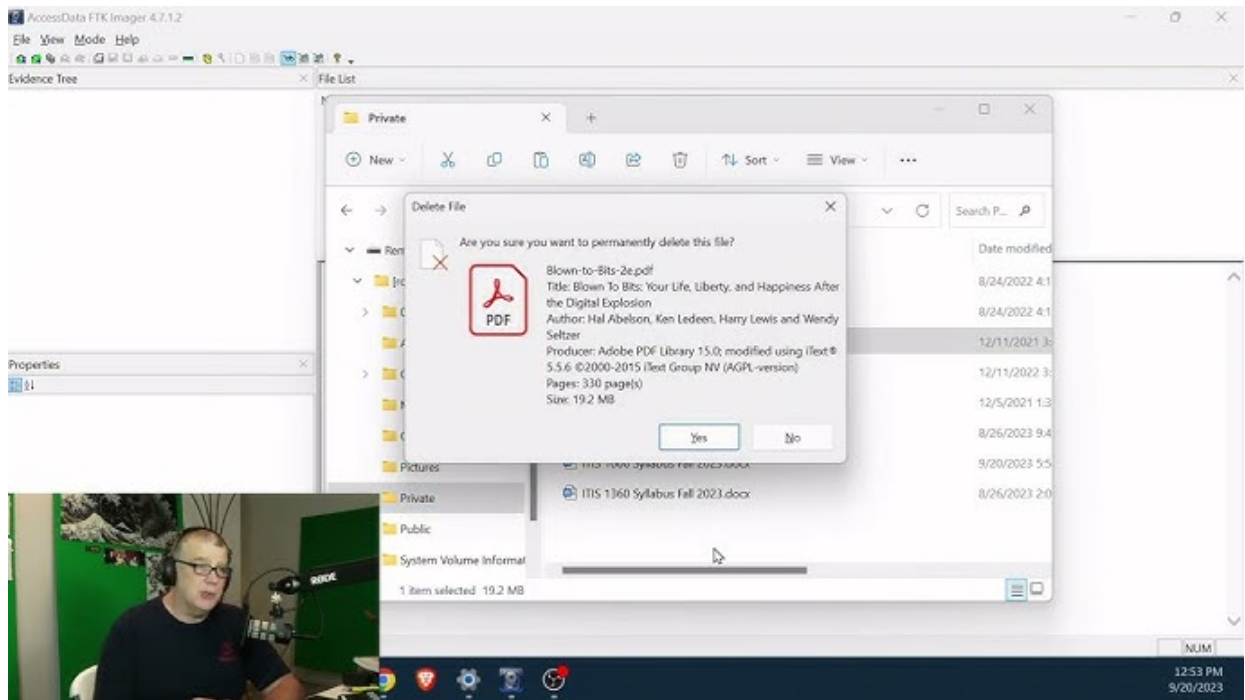 AccessData FTK Imager 4.7.1.2
File View Mode Help
Evidence Tree
File List
Private
New
Sort
View
Delete File
Search P...
Are you sure you want to permanently delete this file?
Date modified
PDF
Blown-to-Bits-2e.pdf
Title: Blown To Bits: Your Life, Liberty, and Happiness After
the Digital Explosion
Author: Hal Abelson, Ken Ledeen, Harry Lewis and Wendy
Seltzer
Producer: Adobe PDF Library 15.0; modified using iText®
5.5.6 ©2000-2015 iText Group NV (AGPL-version)
Pages: 330 page(s)
Size: 19.2 MB
Yes
No
8/24/2022 4:1
8/24/2022 4:1
12/11/2021 3:
12/11/2022 3:
12/5/2021 1:3
8/26/2023 9:4
Properties
Pictures
ITIS 1000 Syllabus Fall 2023.docx
9/20/2023 5:5
Private
ITIS 1360 Syllabus Fall 2023.docx
8/26/2023 2:0
Public
System Volume Informat
1 item selected 19.2 MB
RØDE
NUM
12:53 PM
9/20/2023